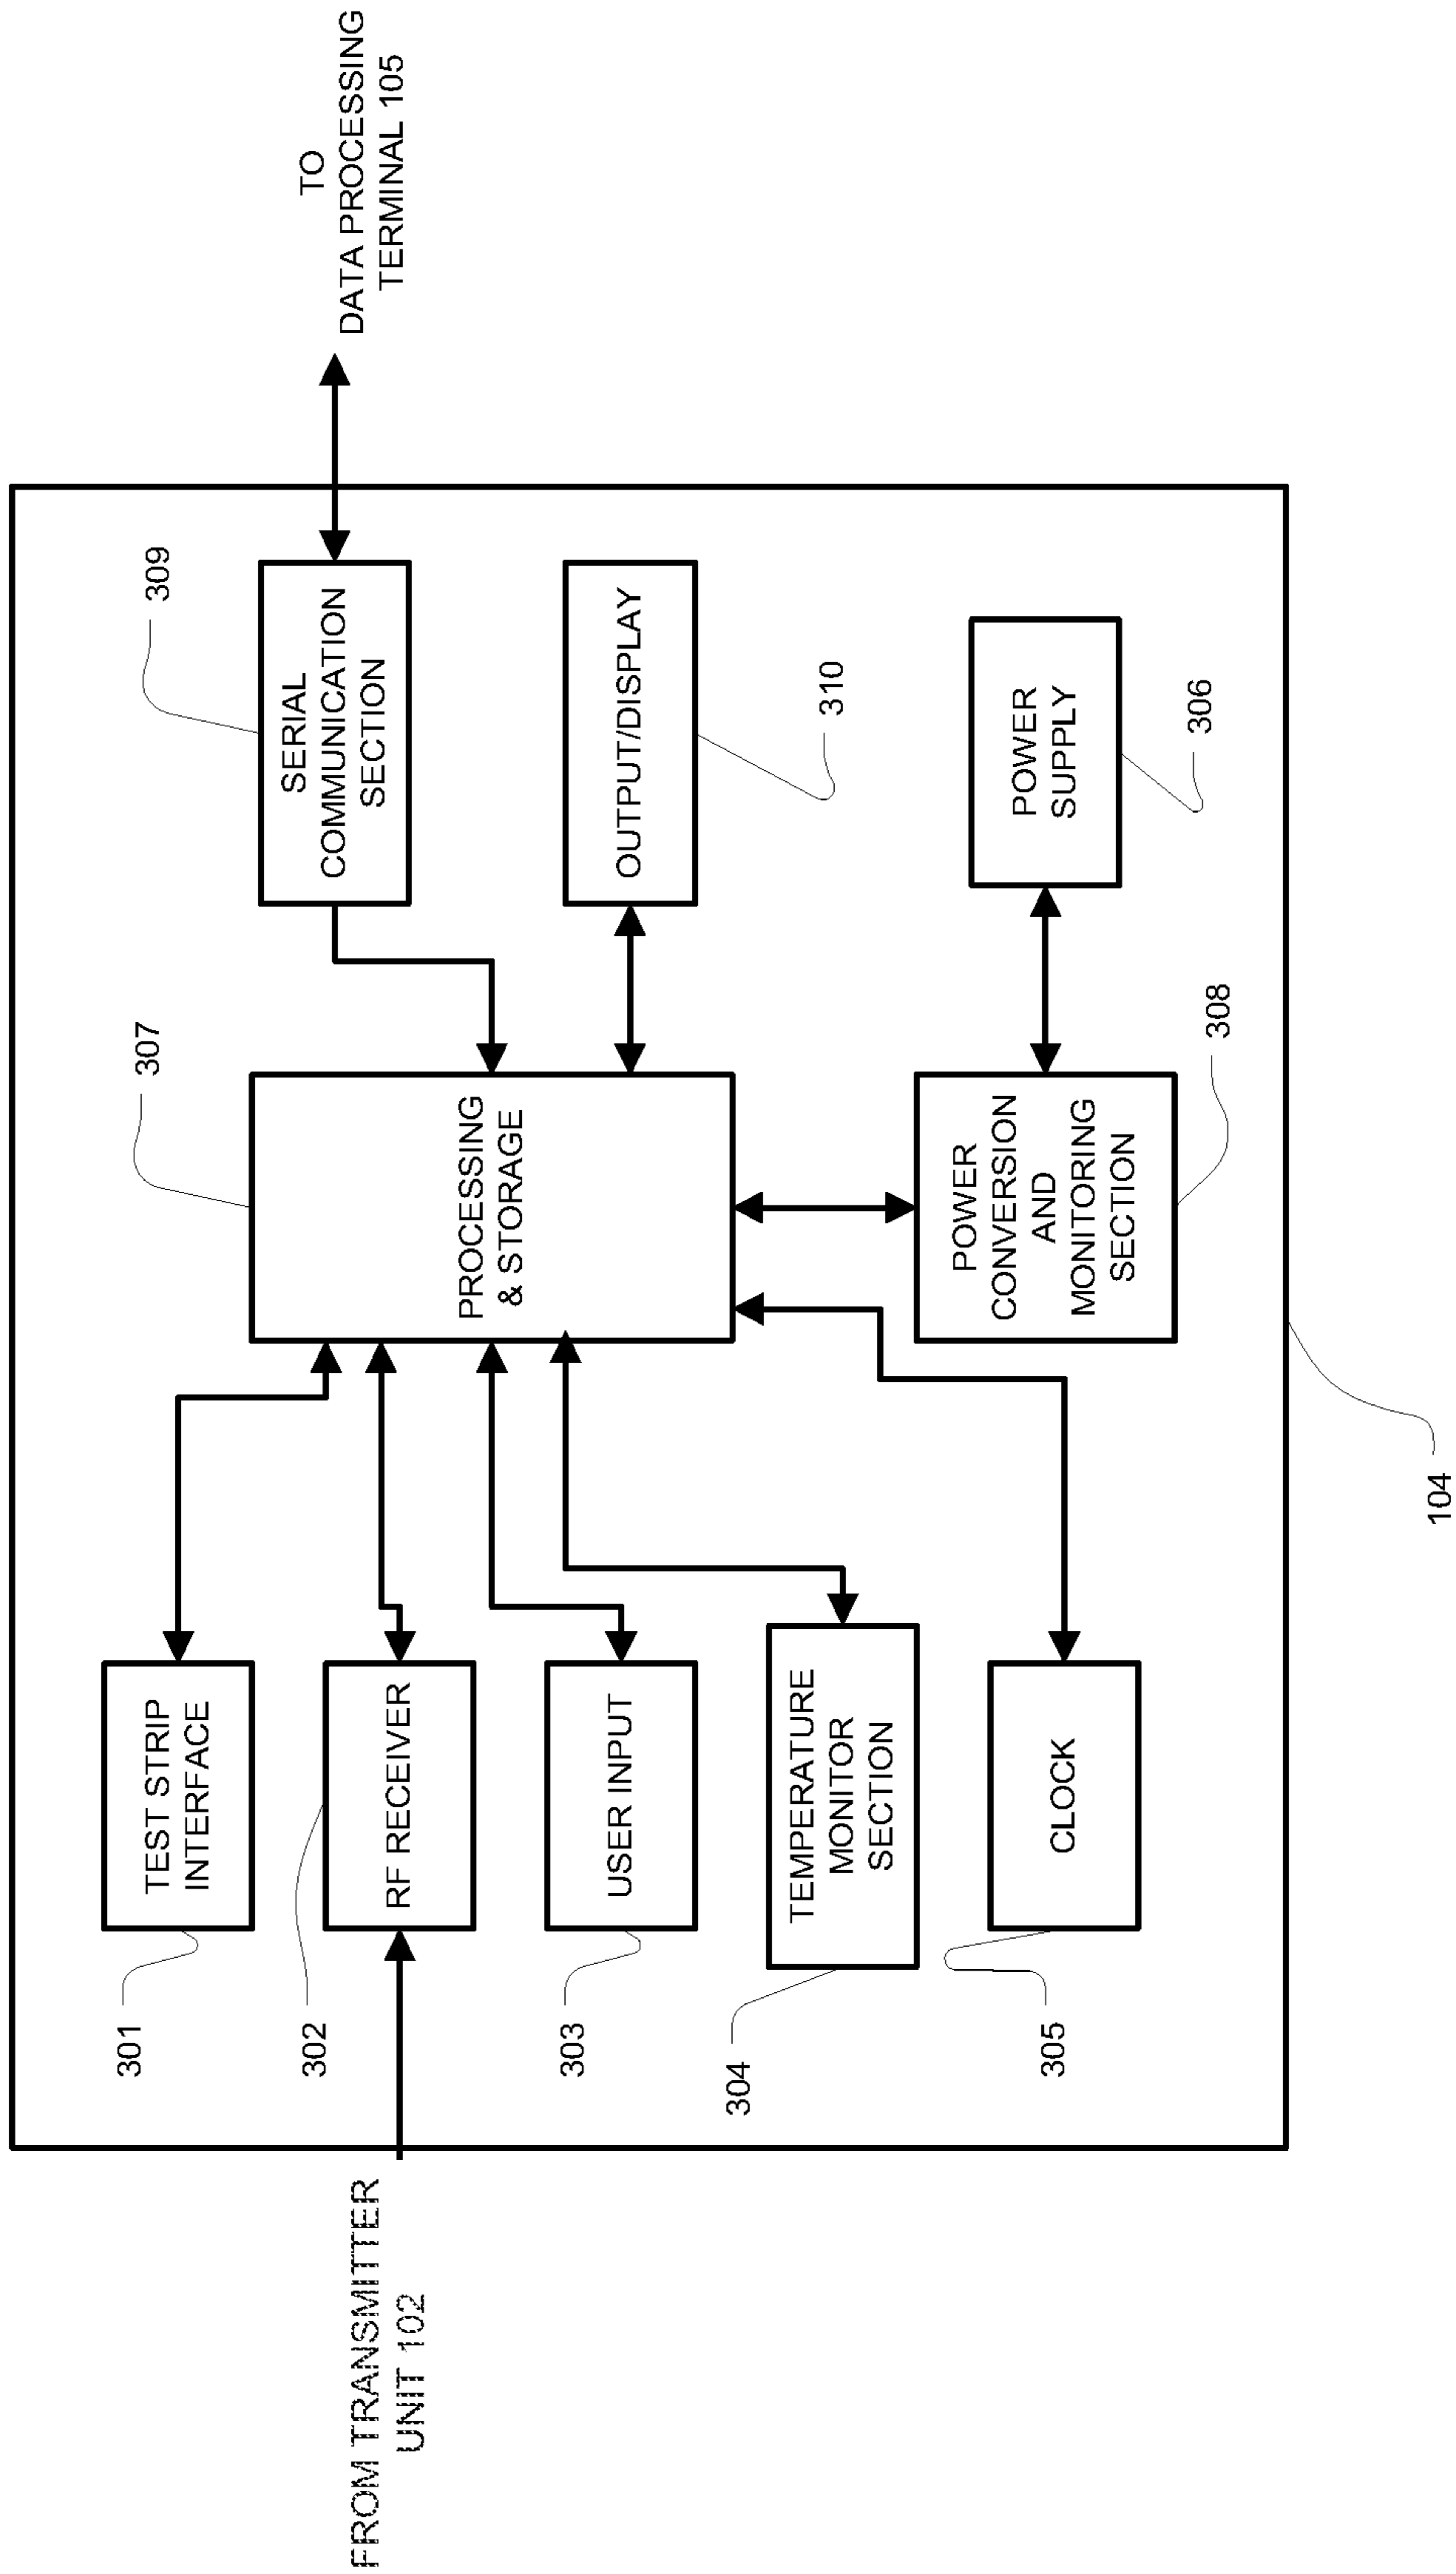 FROM TRANSMITTER
UNIT 102
301
TEST STRIP
INTERFACE
302
RF RECEIVER
303
USER INPUT
304
TEMPERATURE
MONITOR
SECTION
305
CLOCK
307
PROCESSING
& STORAGE
POWER
CONVERSION
AND
MONITORING
SECTION
308
309
SERIAL
COMMUNICATION
SECTION
OUTPUT/DISPLAY
310
POWER
SUPPLY
306
TO
DATA PROCESSING
TERMINAL 105
104